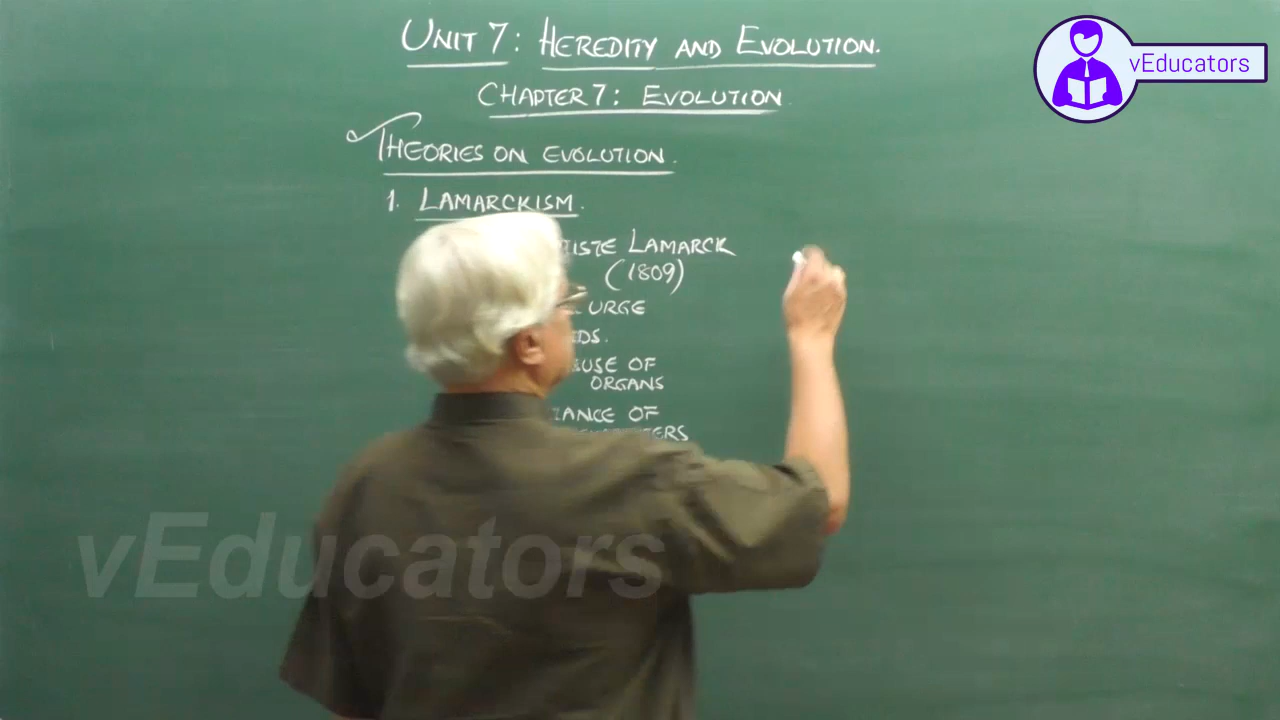 UNIT 7: HEREDITY AND EVOLUTION.
CHAPTER 7: EVOLUTION
THEORIES ON EVOLUTION.
1. LAMARCKISM.
LAMARCK
(1809)
URGE
OF
ORGANS
OF
vEducators
vEducators